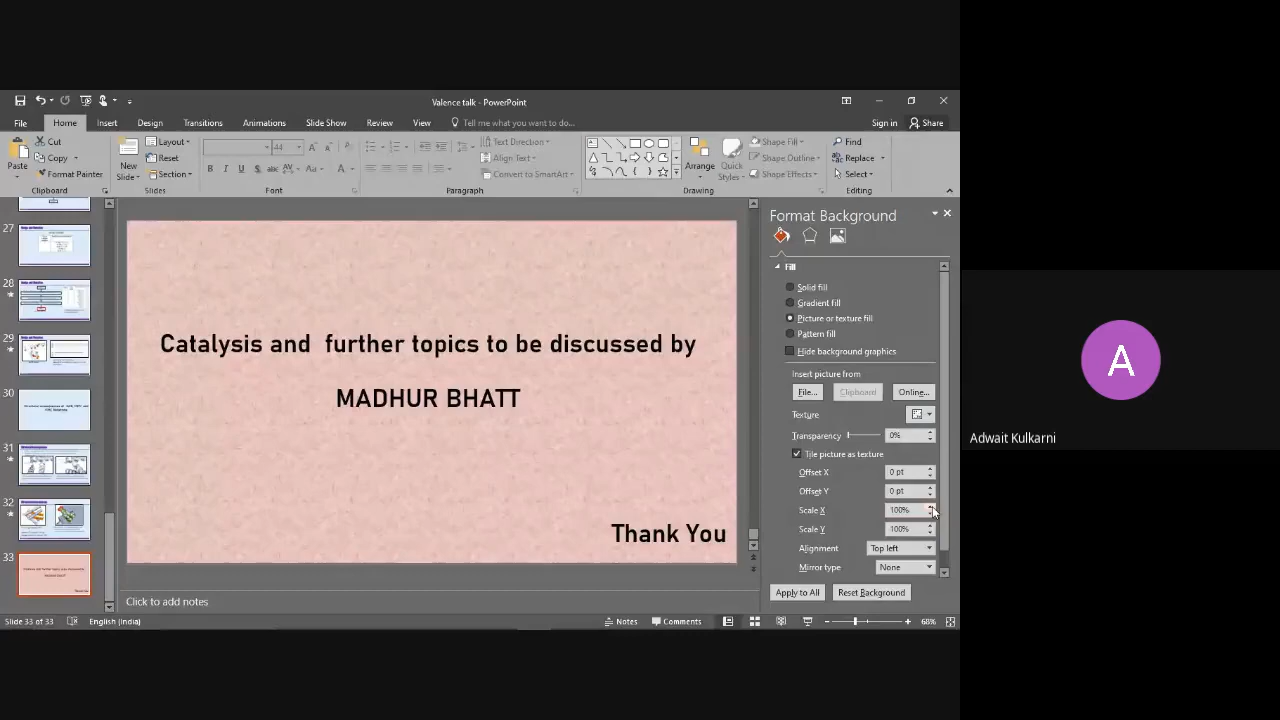 Valence talk - PowerPoint
Sign in
Share
File
Home
Insert
Design
Transitions
Animations
Slide Show
Review
View
Tell me what you want to do...
Paste
Cut
Copy
Format Painter
Clipboard
New
Slide
Layout
Reset
Section
Slides
44
B I U S abc AV Aa A
Font
Text Direction
Align Text
Convert to SmartArt
Paragraph
Arrange
Quick
Styles
Shape Fill
Shape Outline
Shape Effects
Drawing
Find
Replace
Select
Editing
27
28
29
30
31
32
33
Catalysis and further topics to be discussed by
MADHUR BHATT
Thank You
Click to add notes
Format Background
Fill
Solid fill
Gradient fill
Picture or texture fill
Pattern fill
Hide background graphics
Insert picture from
File...
Clipboard
Online...
Texture
Transparency
0%
Tile picture as texture
Offset X
0 pt
Offset Y
0 pt
Scale X
100%
Scale Y
100%
Alignment
Top left
Mirror type
None
Apply to All
Reset Background
Slide 33 of 33
English (India)
Notes
Comments
68%
A
Adwait Kulkarni